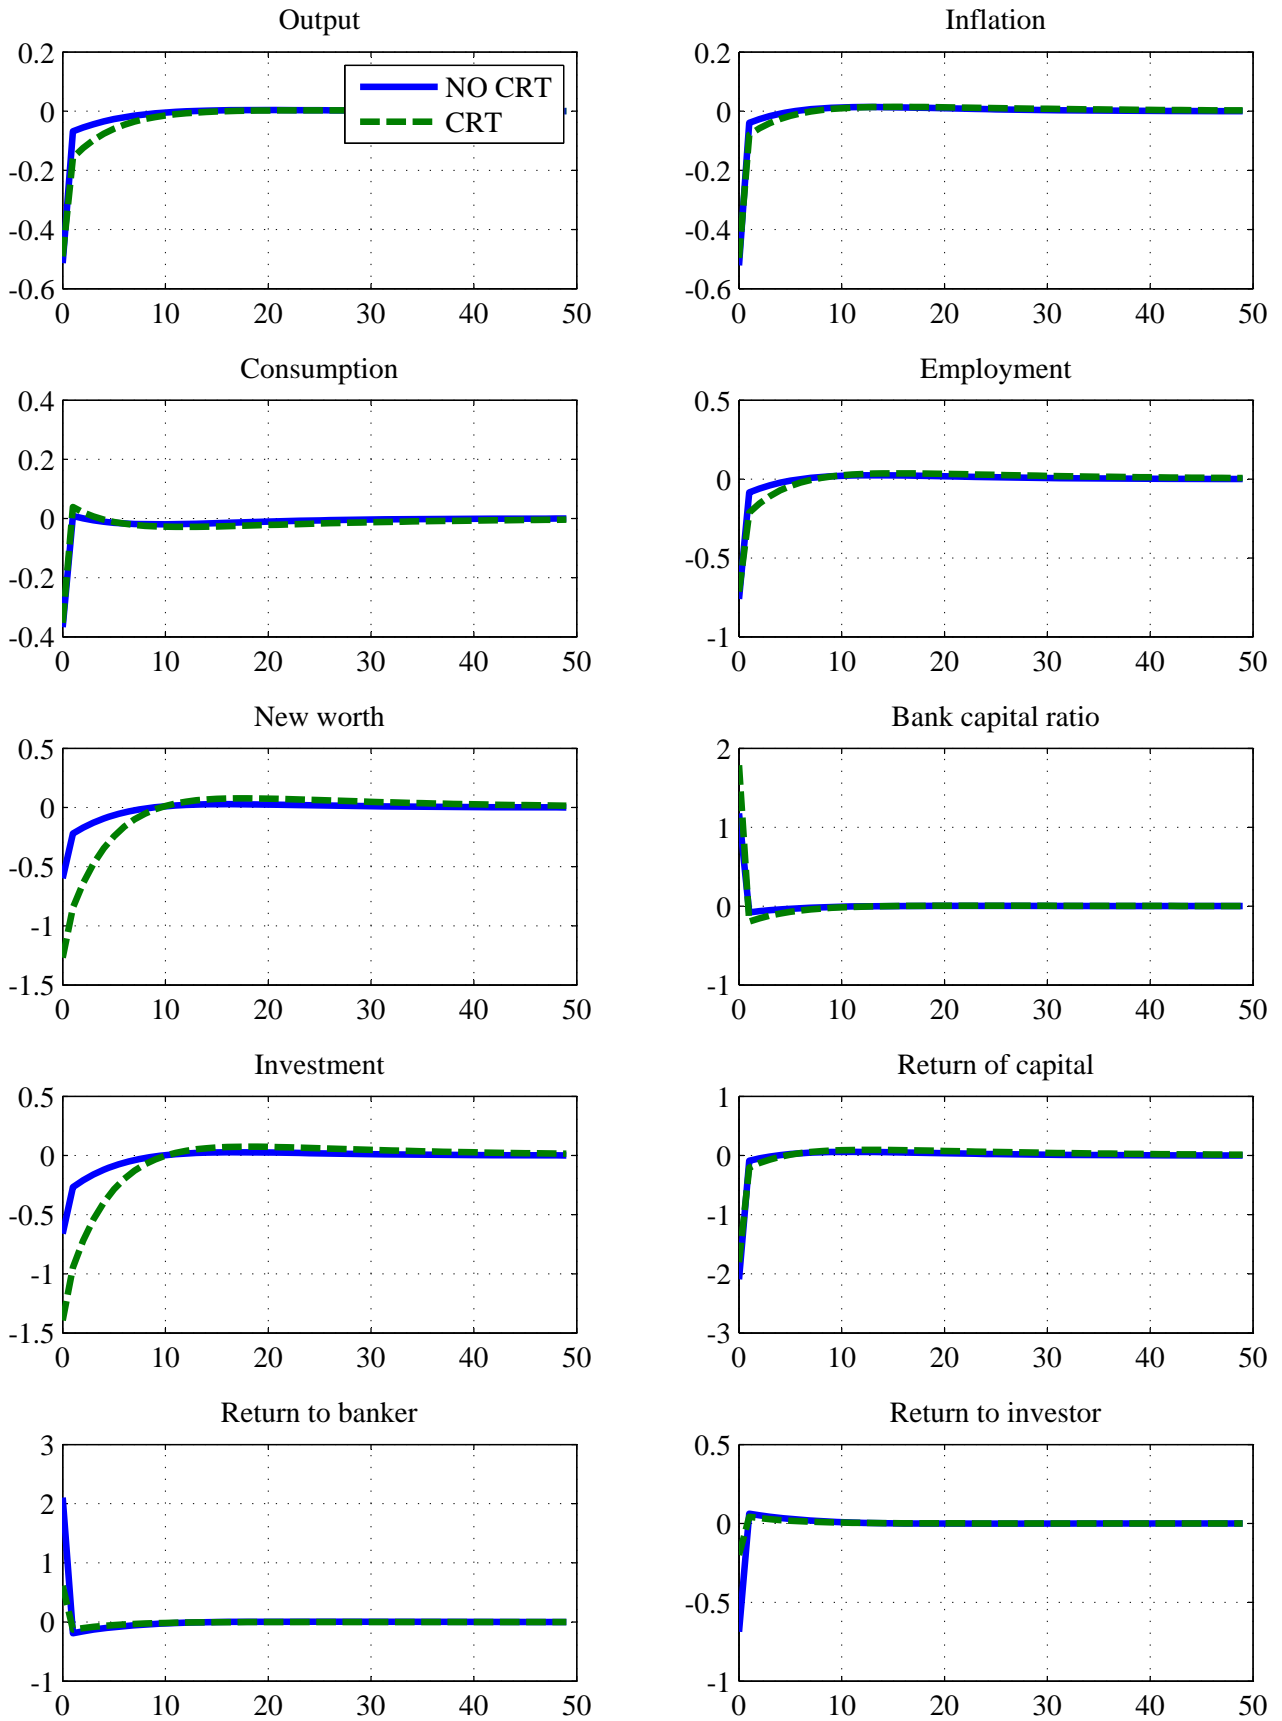 Output
0.2
0
-0.2
-0.4
-0.6
0 10 20 30 40 50
NO CRT
CRT
Inflation
0.2
0
-0.2
-0.4
-0.6
0 10 20 30 40 50
Consumption
0.4
0.2
0
-0.2
-0.4
0 10 20 30 40 50
Employment
0.5
0
-0.5
-1
0 10 20 30 40 50
New worth
0.5
0
-0.5
-1
-1.5
0 10 20 30 40 50
Bank capital ratio
2
1
0
-1
0 10 20 30 40 50
Investment
0.5
0
-0.5
-1
-1.5
0 10 20 30 40 50
Return of capital
1
0
-1
-2
-3
0 10 20 30 40 50
Return to banker
3
2
1
0
-1
0 10 20 30 40 50
Return to investor
0.5
0
-0.5
-1
0 10 20 30 40 50